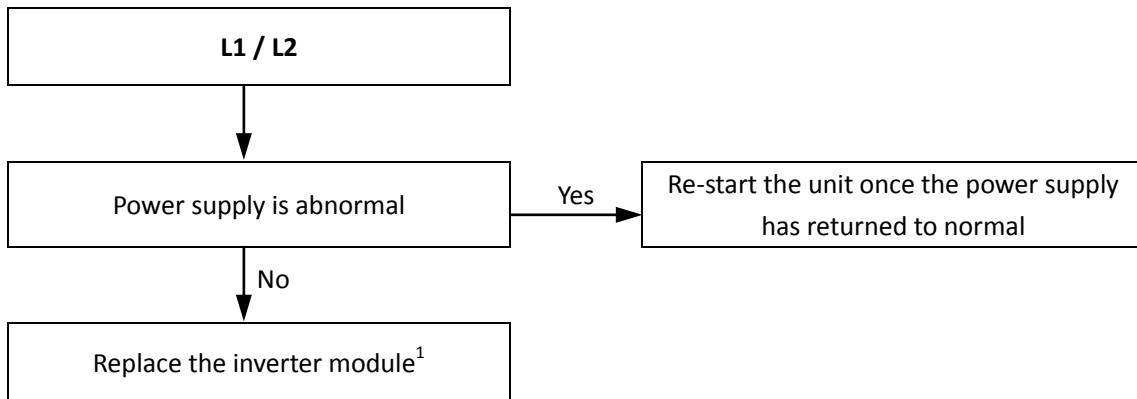 L1 / L2
Power supply is abnormal
Yes
Re-start the unit once the power supply
has returned to normal
No
Replace the inverter module1